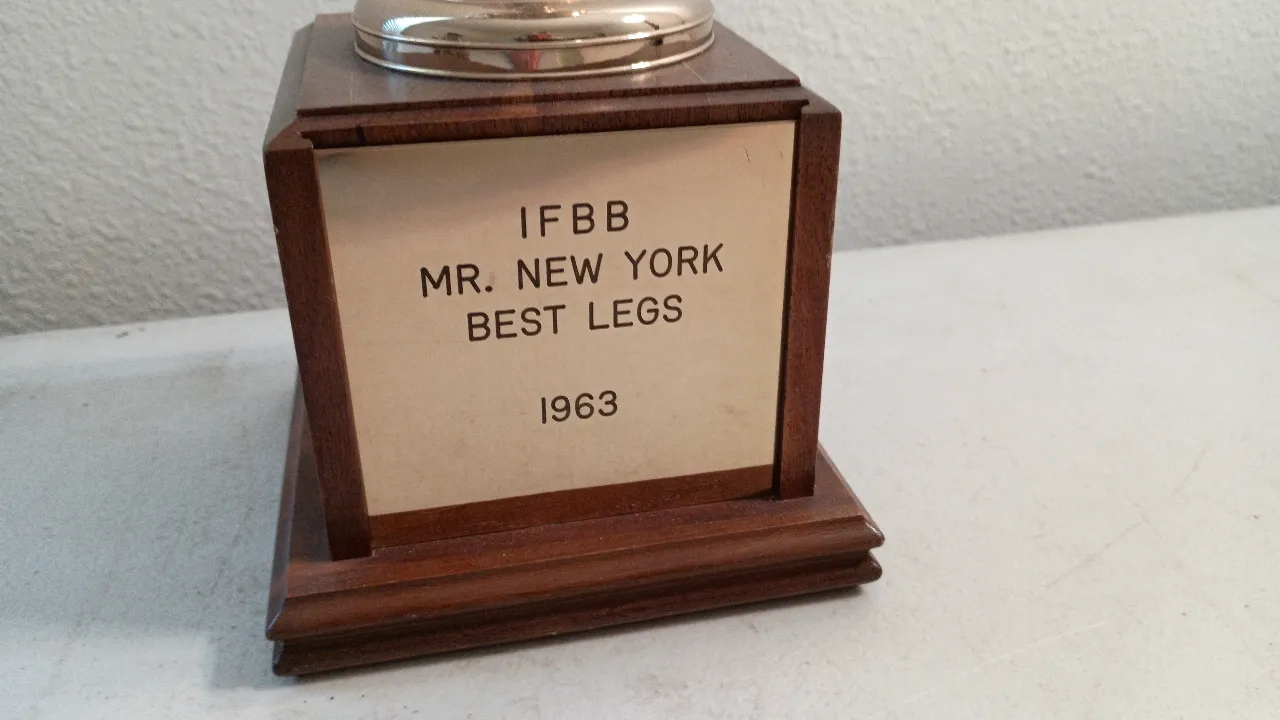 IFBB
MR. NEW YORK
BEST LEGS
1963